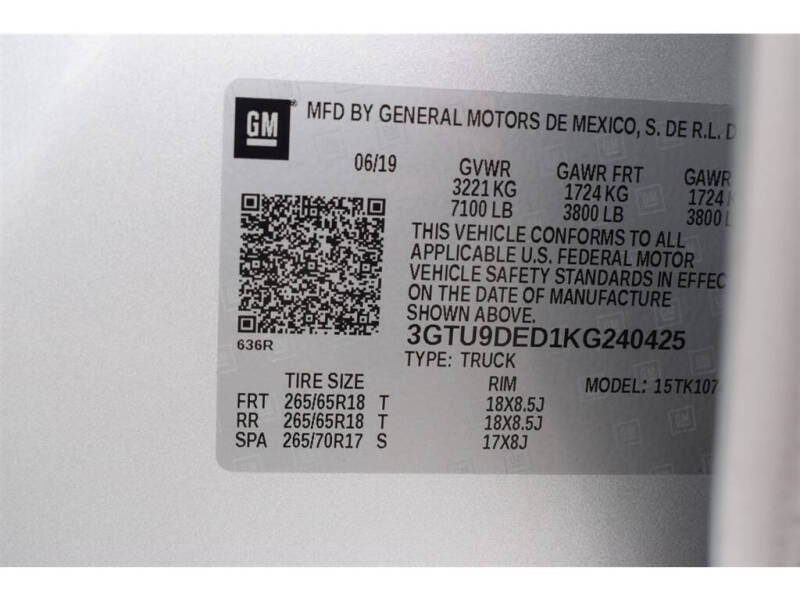 GM
MFD BY GENERAL MOTORS DE MEXICO, S. DE R.L. D
06/19 GVWR GAWR FRT GAWR
3221 KG 1724 KG 1724 K
7100 LB 3800 LB 3800 L
THIS VEHICLE CONFORMS TO ALL
APPLICABLE U.S. FEDERAL MOTOR
VEHICLE SAFETY STANDARDS IN EFFEC
ON THE DATE OF MANUFACTURE
SHOWN ABOVE.
3GTU9DED1KG240425
636R
TYPE: TRUCK
TIRE SIZE RIM MODEL: 15TK107
FRT 265/65R18 T 18X8.5J
RR 265/65R18 T 18X8.5J
SPA 265/70R17 S 17X8J